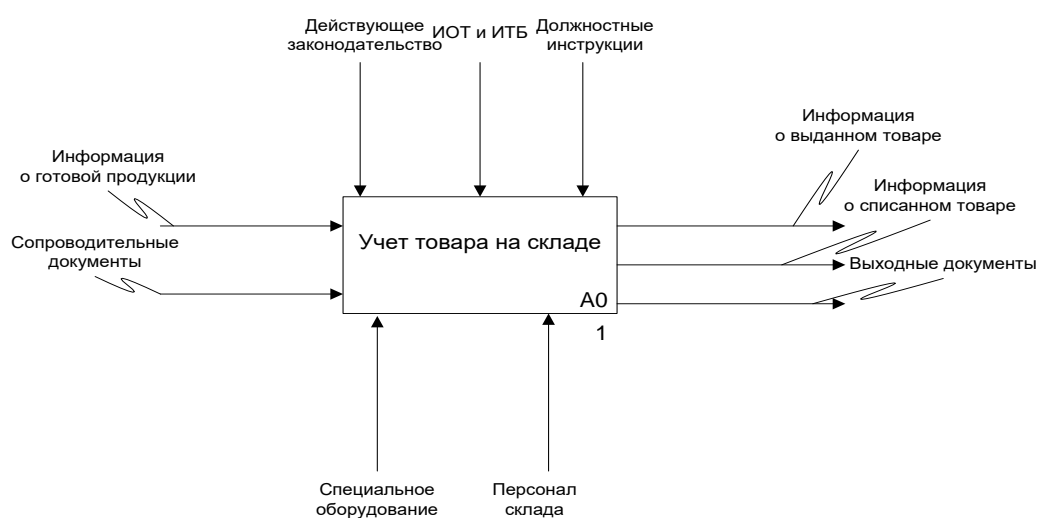 Действующее
законодательство
ИОТ и ИТБ
Должностные
инструкции
Информация
о выданном товаре
Информация
о готовой продукции
Информация
о списанном товаре
Сопроводительные
документы
Учет товара на складе
Выходные документы
А0
1
Специальное
оборудование
Персонал
склада